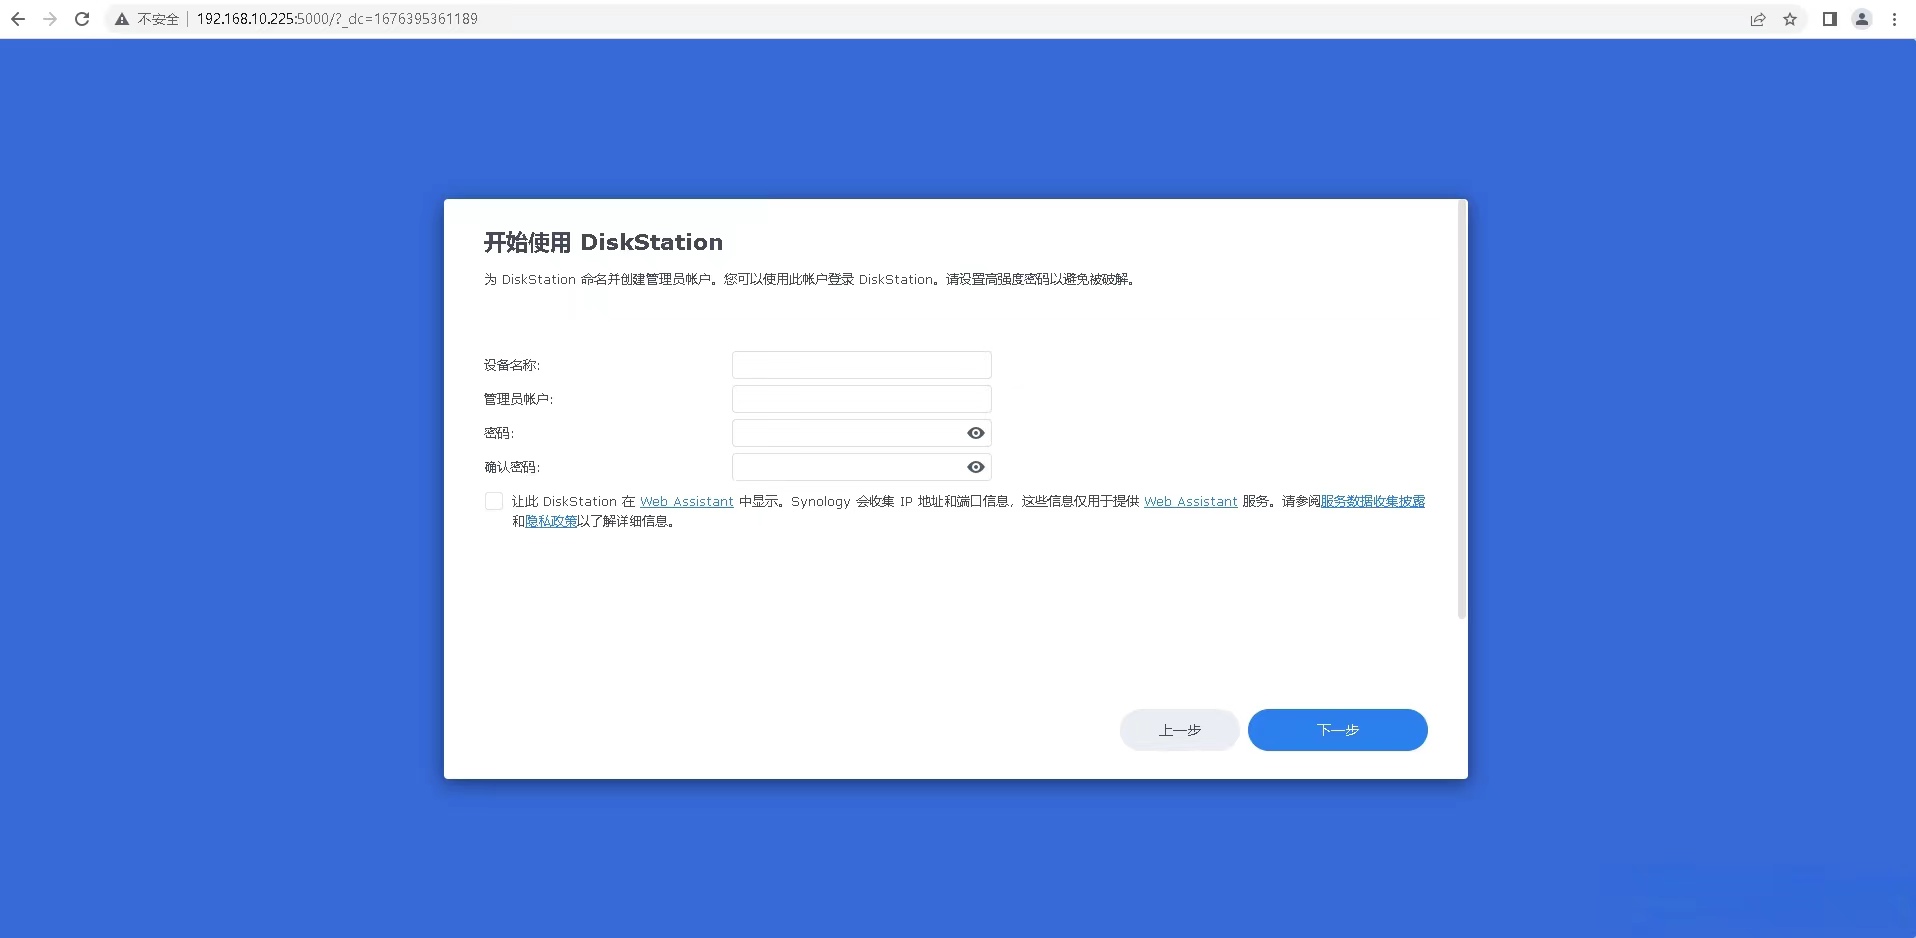 不安全 192.168.10.225:5000/?_dc=1676395361189
开始使用 DiskStation
为 DiskStation 命名并创建管理员帐户。您可以使用此帐户登录 DiskStation。请设置高强度密码以避免被破解。
设备名称:
管理员帐户:
密码:
确认密码:
让此 DiskStation 在 Web Assistant 中显示。Synology 会收集 IP 地址和端口信息，这些信息仅用于提供 Web Assistant 服务。请参阅服务数据收集披露
和隐私政策以了解详细信息。
上一步 下一步